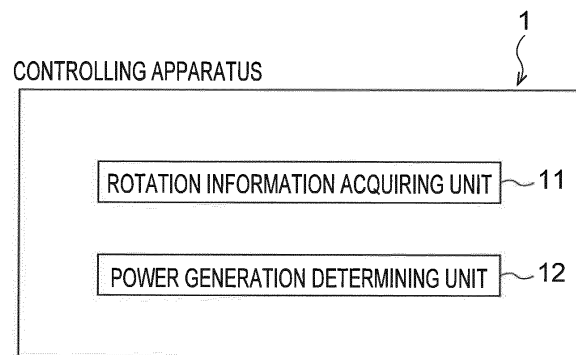 1
CONTROLLING APPARATUS
ROTATION INFORMATION ACQUIRING UNIT 11
POWER GENERATION DETERMINING UNIT 12